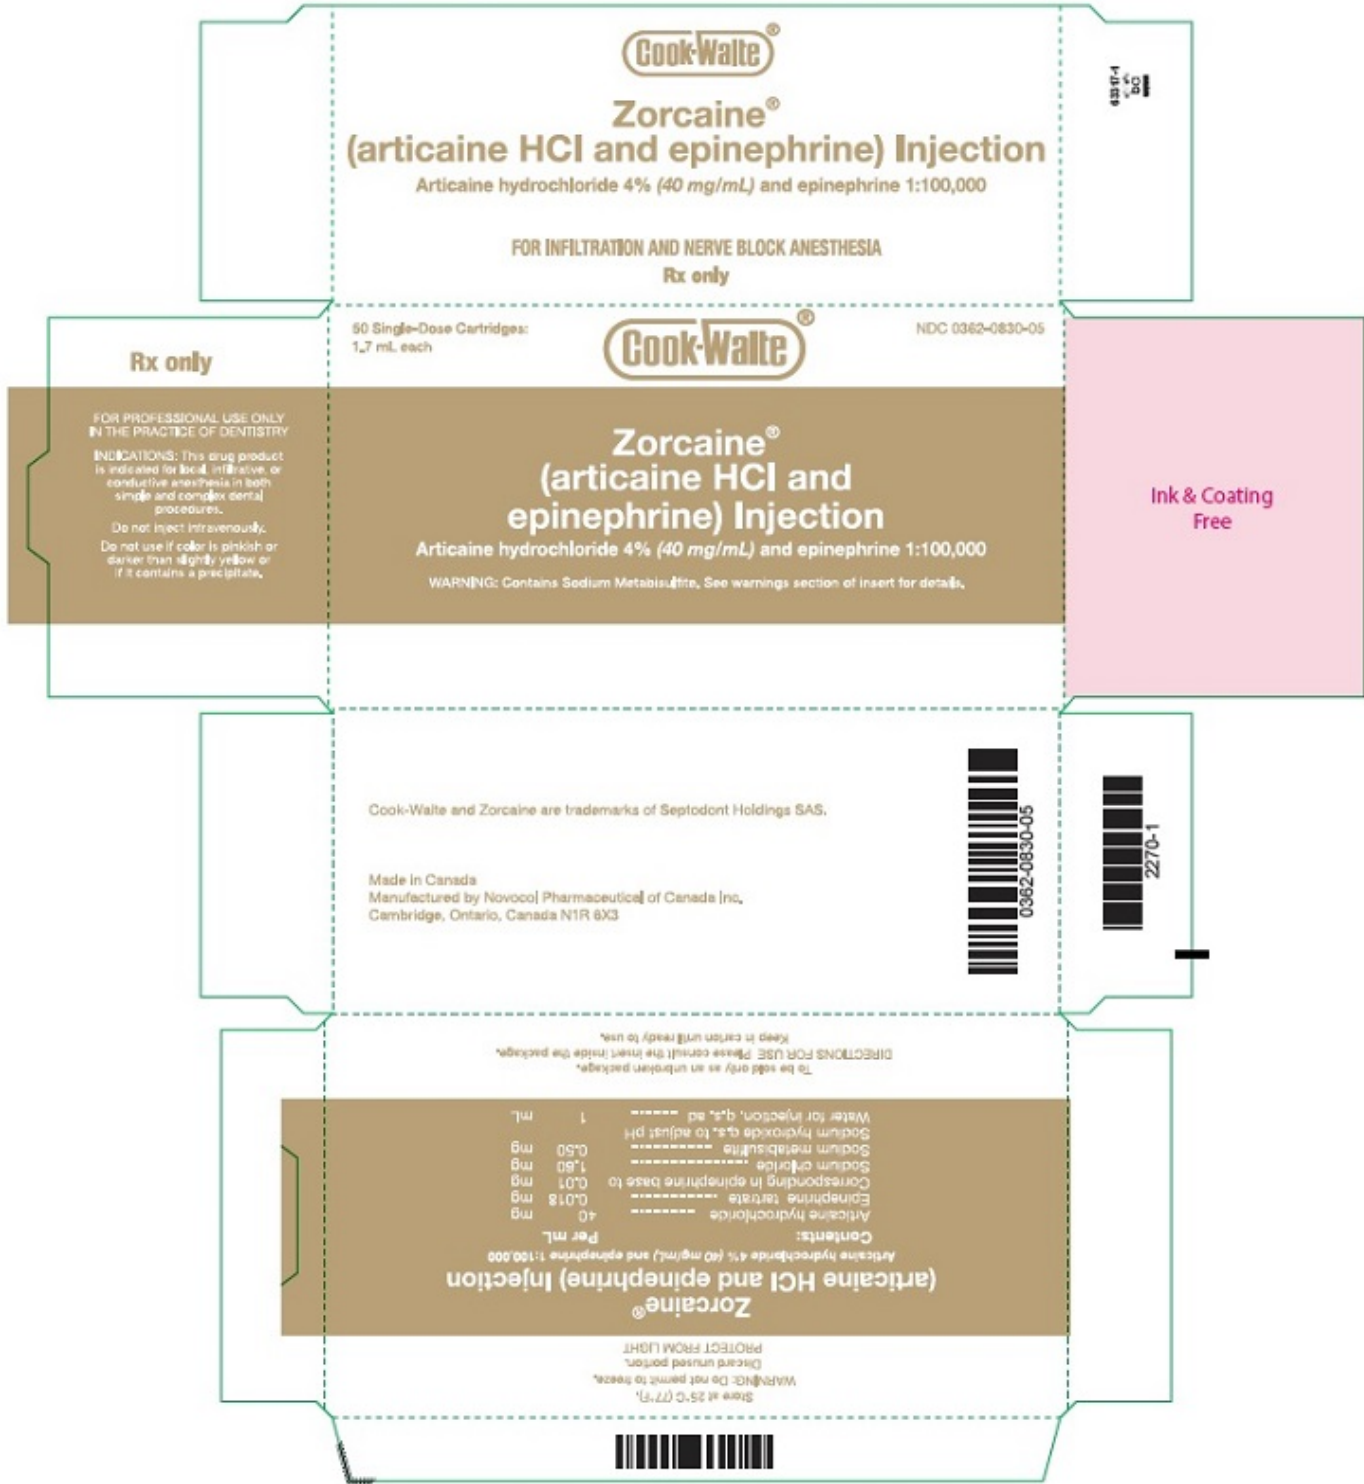 Cook-Waite®
Zorcaine®
(articaine HCl and epinephrine) Injection
Articaine hydrochloride 4% (40 mg/mL) and epinephrine 1:100,000
FOR INFILTRATION AND NERVE BLOCK ANESTHESIA
Rx only
63317-1
Rx only
FOR PROFESSIONAL USE ONLY
IN THE PRACTICE OF DENTISTRY
INDICATIONS: This drug product
is indicated for local, infiltrative, or
conductive anesthesia in both
simple and complex dental
procedures.
Do not inject intravenously.
Do not use if color is pinkish or
darker than slightly yellow or
if it contains a precipitate.
50 Single-Dose Cartridges:
1.7 mL each
Cook-Waite®
NDC 0362-0830-05
Zorcaine®
(articaine HCl and
epinephrine) Injection
Articaine hydrochloride 4% (40 mg/mL) and epinephrine 1:100,000
WARNING: Contains Sodium Metabisulfite, See warnings section of insert for details.
Ink & Coating
Free
Cook-Waite and Zorcaine are trademarks of Septodont Holdings SAS.
Made in Canada
Manufactured by Novocol Pharmaceutical of Canada Inc.
Cambridge, Ontario, Canada N1R 6X3
0362-0830-05
2270-1
Store at 25°C (77°F).
WARNING: Do not permit to freeze.
Discard unused portion.
PROTECT FROM LIGHT
Zorcaine®
(articaine HCl and epinephrine) Injection
Articaine hydrochloride 4% (40 mg/mL) and epinephrine 1:100,000
Contents: Per mL
Articaine hydrochloride 40 mg
Epinephrine tartrate 0.018 mg
Corresponding in epinephrine base to 0.01 mg
Sodium chloride 1.60 mg
Sodium metabisulfite 0.50 mg
Sodium hydroxide q.s. to adjust pH
Water for injection, q.s. ad 1 mL
To be sold only as an unbroken package.
DIRECTIONS FOR USE: Please consult the insert inside the package.
Keep in carton until ready to use.